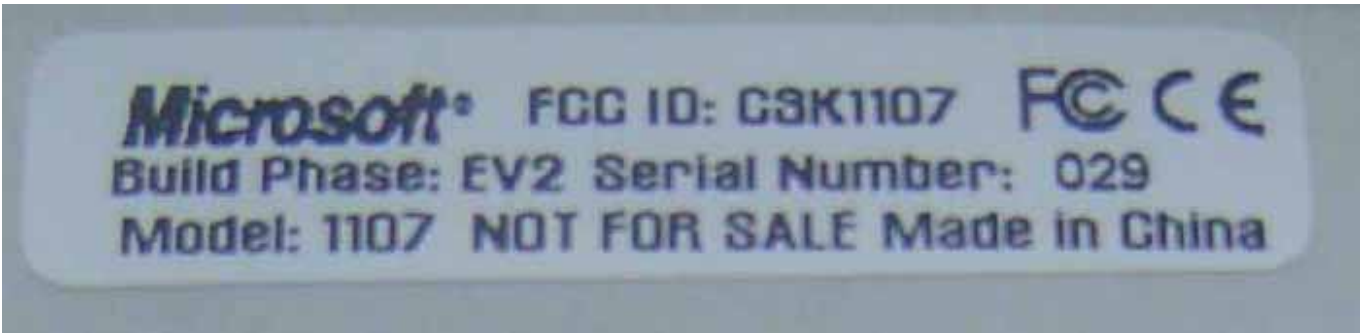 Microsoft® FCC ID: C3K1107 FC CE
Build Phase: EV2 Serial Number: 029
Model: 1107 NOT FOR SALE Made in China